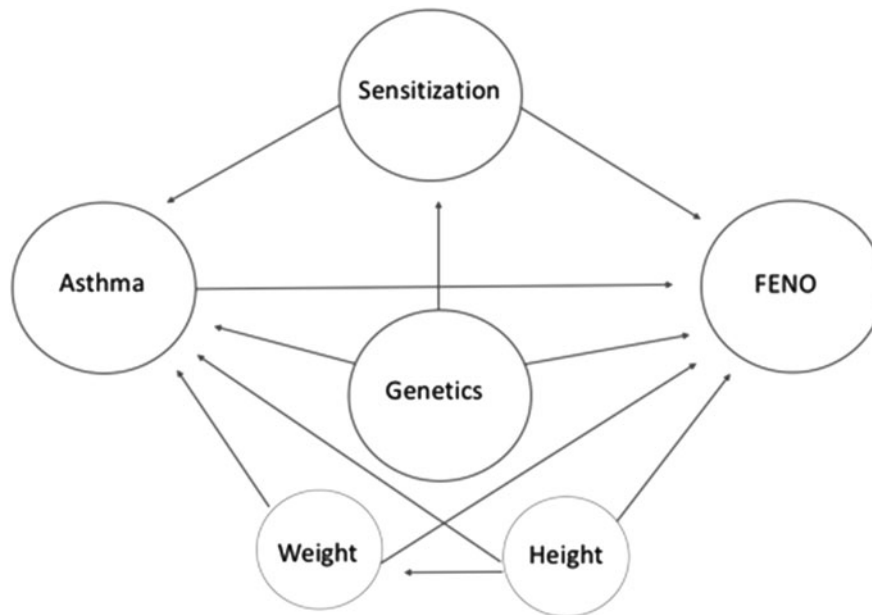 Sensitization
Asthma
FENO
Genetics
Weight
Height